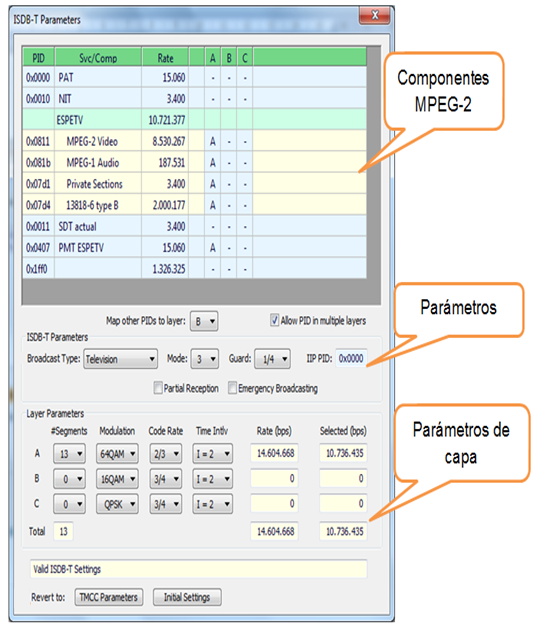 ISDB-T Parameters
PID Svc/Comp Rate A B C
0x0000 PAT 15.060 - - -
0x0010 NIT 3.400 - - -
ESPETV 10.721.377
0x0811 MPEG-2 Video 8.530.267 A - -
0x081b MPEG-1 Audio 187.531 A - -
0x07d1 Private Sections 3.400 A - -
0x07d4 13818-6 type B 2.000.177 A - -
0x0011 SDT actual 3.400 - - -
0x0407 PMT ESPETV 15.060 A - -
0x1ff0 1.326.325 - - -
Componentes
MPEG-2
Map other PIDs to layer: B Allow PID in multiple layers
Parámetros
ISDB-T Parameters
Broadcast Type: Television Mode: 3 Guard: 1/4 IIP PID: 0x0000
Partial Reception Emergency Broadcasting
Layer Parameters
#Segments Modulation Code Rate Time Intlv Rate (bps) Selected (bps)
A 13 64QAM 2/3 I = 2 14.604.668 10.736.435
B 0 16QAM 3/4 I = 2 0 0
C 0 QPSK 3/4 I = 2 0 0
Total 13 14.604.668 10.736.435
Parámetros de
capa
Valid ISDB-T Settings
Revert to: TMCC Parameters Initial Settings